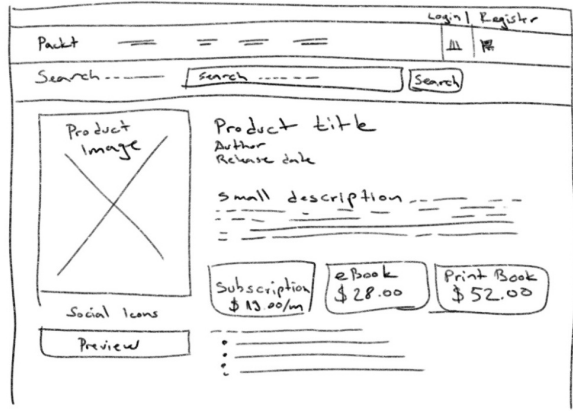 Login | Register
Packt
Search
Search
Search
Product Image
Product title
Author
Release date
Small description
Subscription
$ 13.00/m
eBook
$ 28.00
Print Book
$ 52.00
Social Icons
Preview